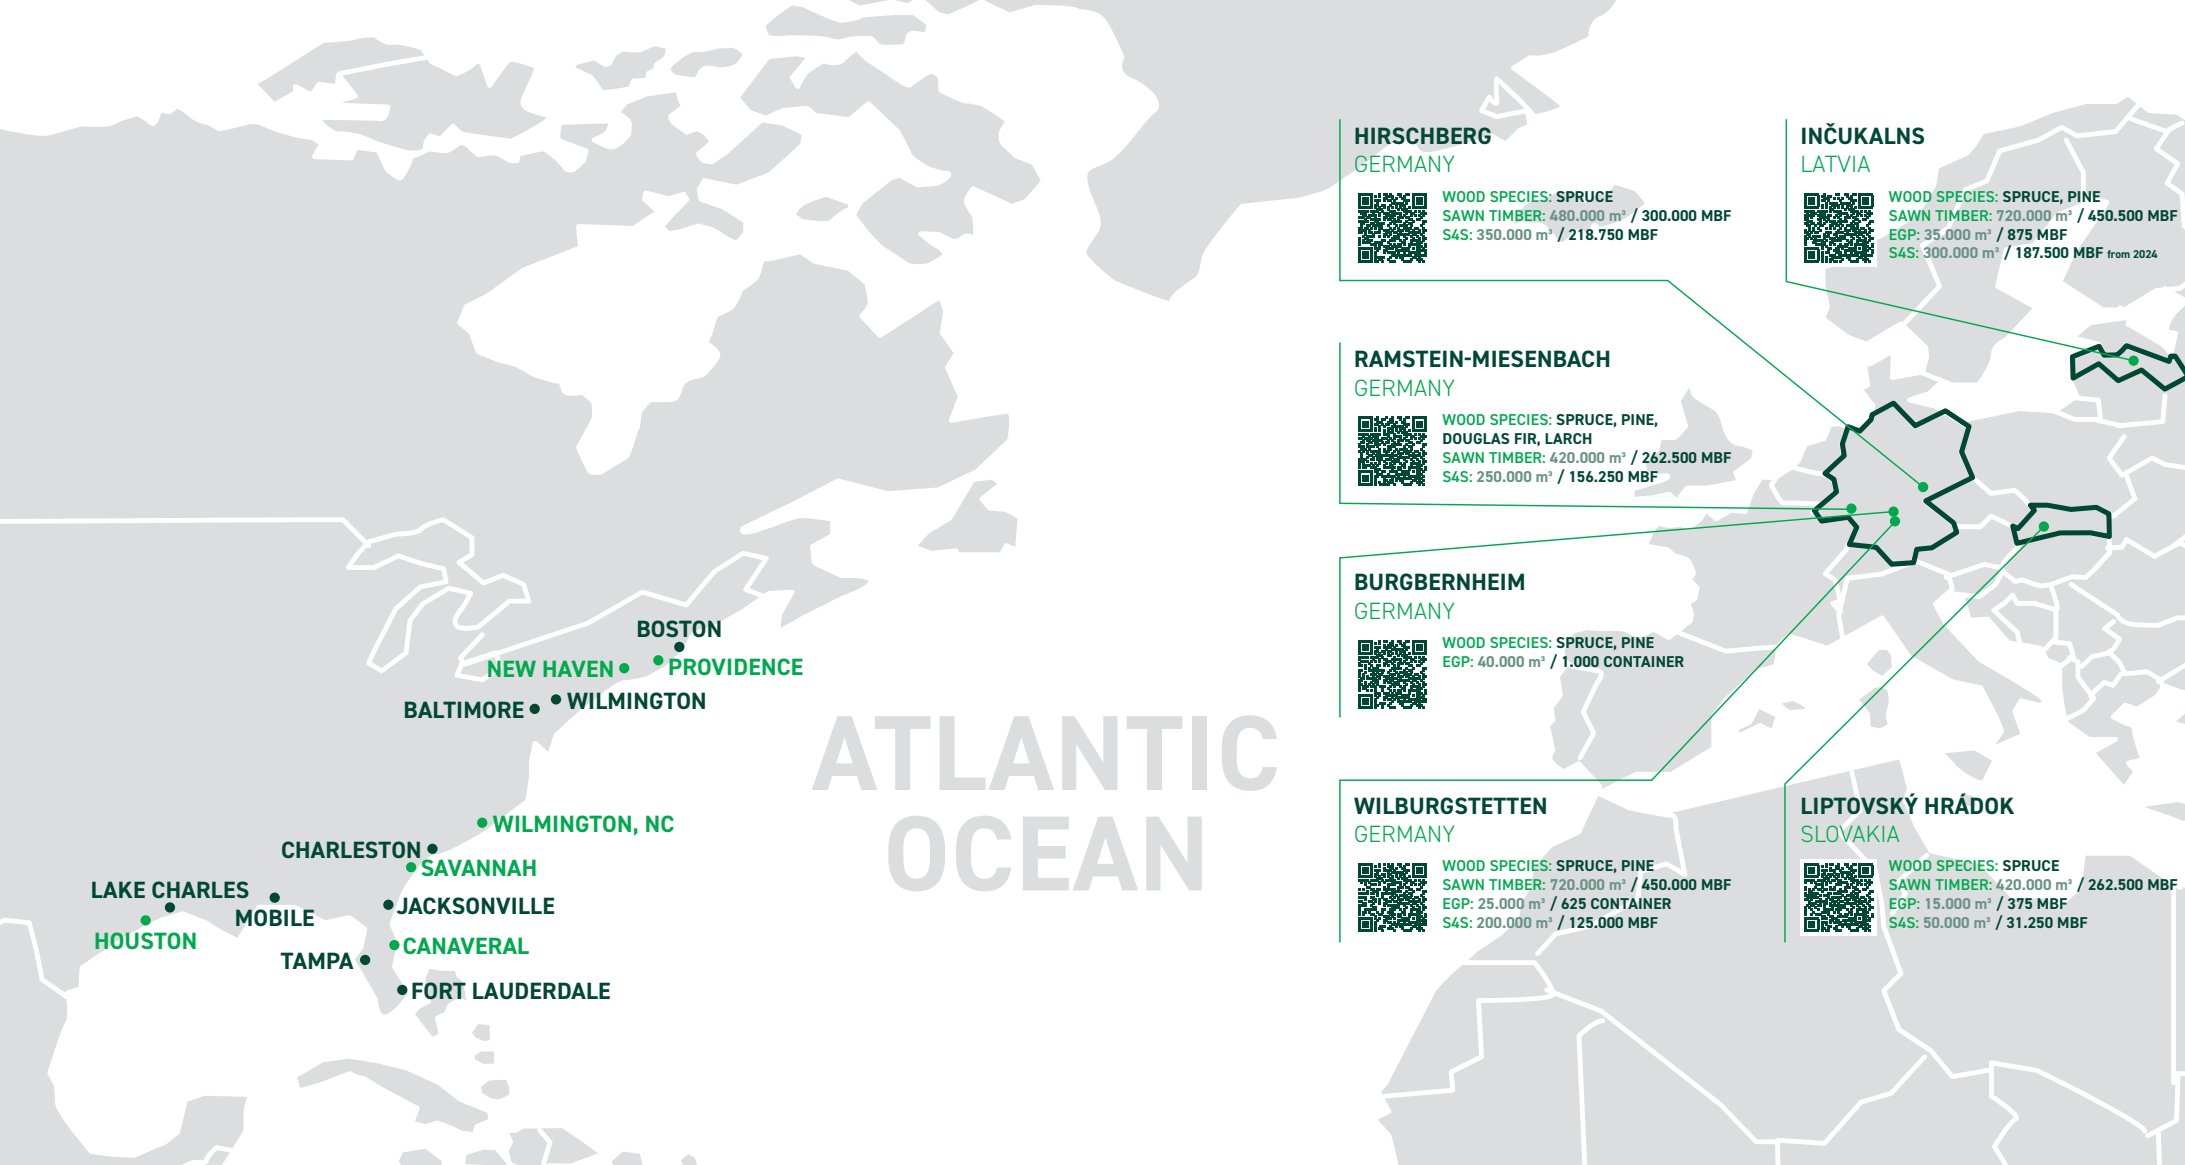 HIRSCHBERG
GERMANY
WOOD SPECIES: SPRUCE
SAWN TIMBER: 480.000 m³ / 300.000 MBF
S4S: 350.000 m³ / 218.750 MBF
INČUKALNS
LATVIA
WOOD SPECIES: SPRUCE, PINE
SAWN TIMBER: 720.000 m³ / 450.500 MBF
EGP: 35.000 m³ / 875 MBF
S4S: 300.000 m³ / 187.500 MBF from 2024
RAMSTEIN-MIESENBACH
GERMANY
WOOD SPECIES: SPRUCE, PINE,
DOUGLAS FIR, LARCH
SAWN TIMBER: 420.000 m³ / 262.500 MBF
S4S: 250.000 m³ / 156.250 MBF
BURGBERNHEIM
GERMANY
WOOD SPECIES: SPRUCE, PINE
EGP: 40.000 m³ / 1.000 CONTAINER
WILBURGSTETTEN
GERMANY
WOOD SPECIES: SPRUCE, PINE
SAWN TIMBER: 720.000 m³ / 450.000 MBF
EGP: 25.000 m³ / 625 CONTAINER
S4S: 200.000 m³ / 125.000 MBF
LIPTOVSKÝ HRÁDOK
SLOVAKIA
WOOD SPECIES: SPRUCE
SAWN TIMBER: 420.000 m³ / 262.500 MBF
EGP: 15.000 m³ / 375 MBF
S4S: 50.000 m³ / 31.250 MBF
BOSTON
NEW HAVEN
PROVIDENCE
BALTIMORE
WILMINGTON
ATLANTIC
OCEAN
WILMINGTON, NC
CHARLESTON
SAVANNAH
LAKE CHARLES
MOBILE
JACKSONVILLE
HOUSTON
CANAVERAL
TAMPA
FORT LAUDERDALE